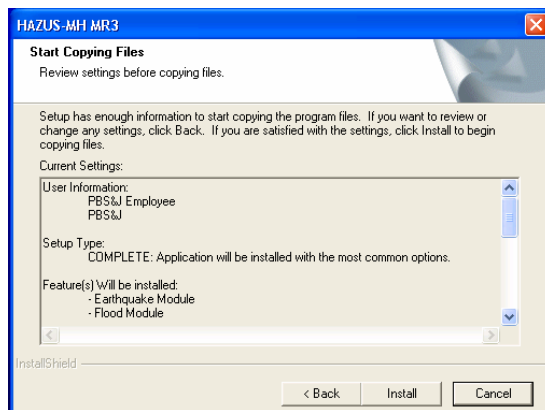 HAZUS-MH MR3
Start Copying Files
Review settings before copying files.
Setup has enough information to start copying the program files. If you want to review or
change any settings, click Back. If you are satisfied with the settings, click Install to begin
copying files.
Current Settings:
User Information:
PBS&J Employee
PBS&J
Setup Type:
COMPLETE: Application will be installed with the most common options.
Feature(s) Will be installed:
- Earthquake Module
- Flood Module
InstallShield
< Back Install Cancel